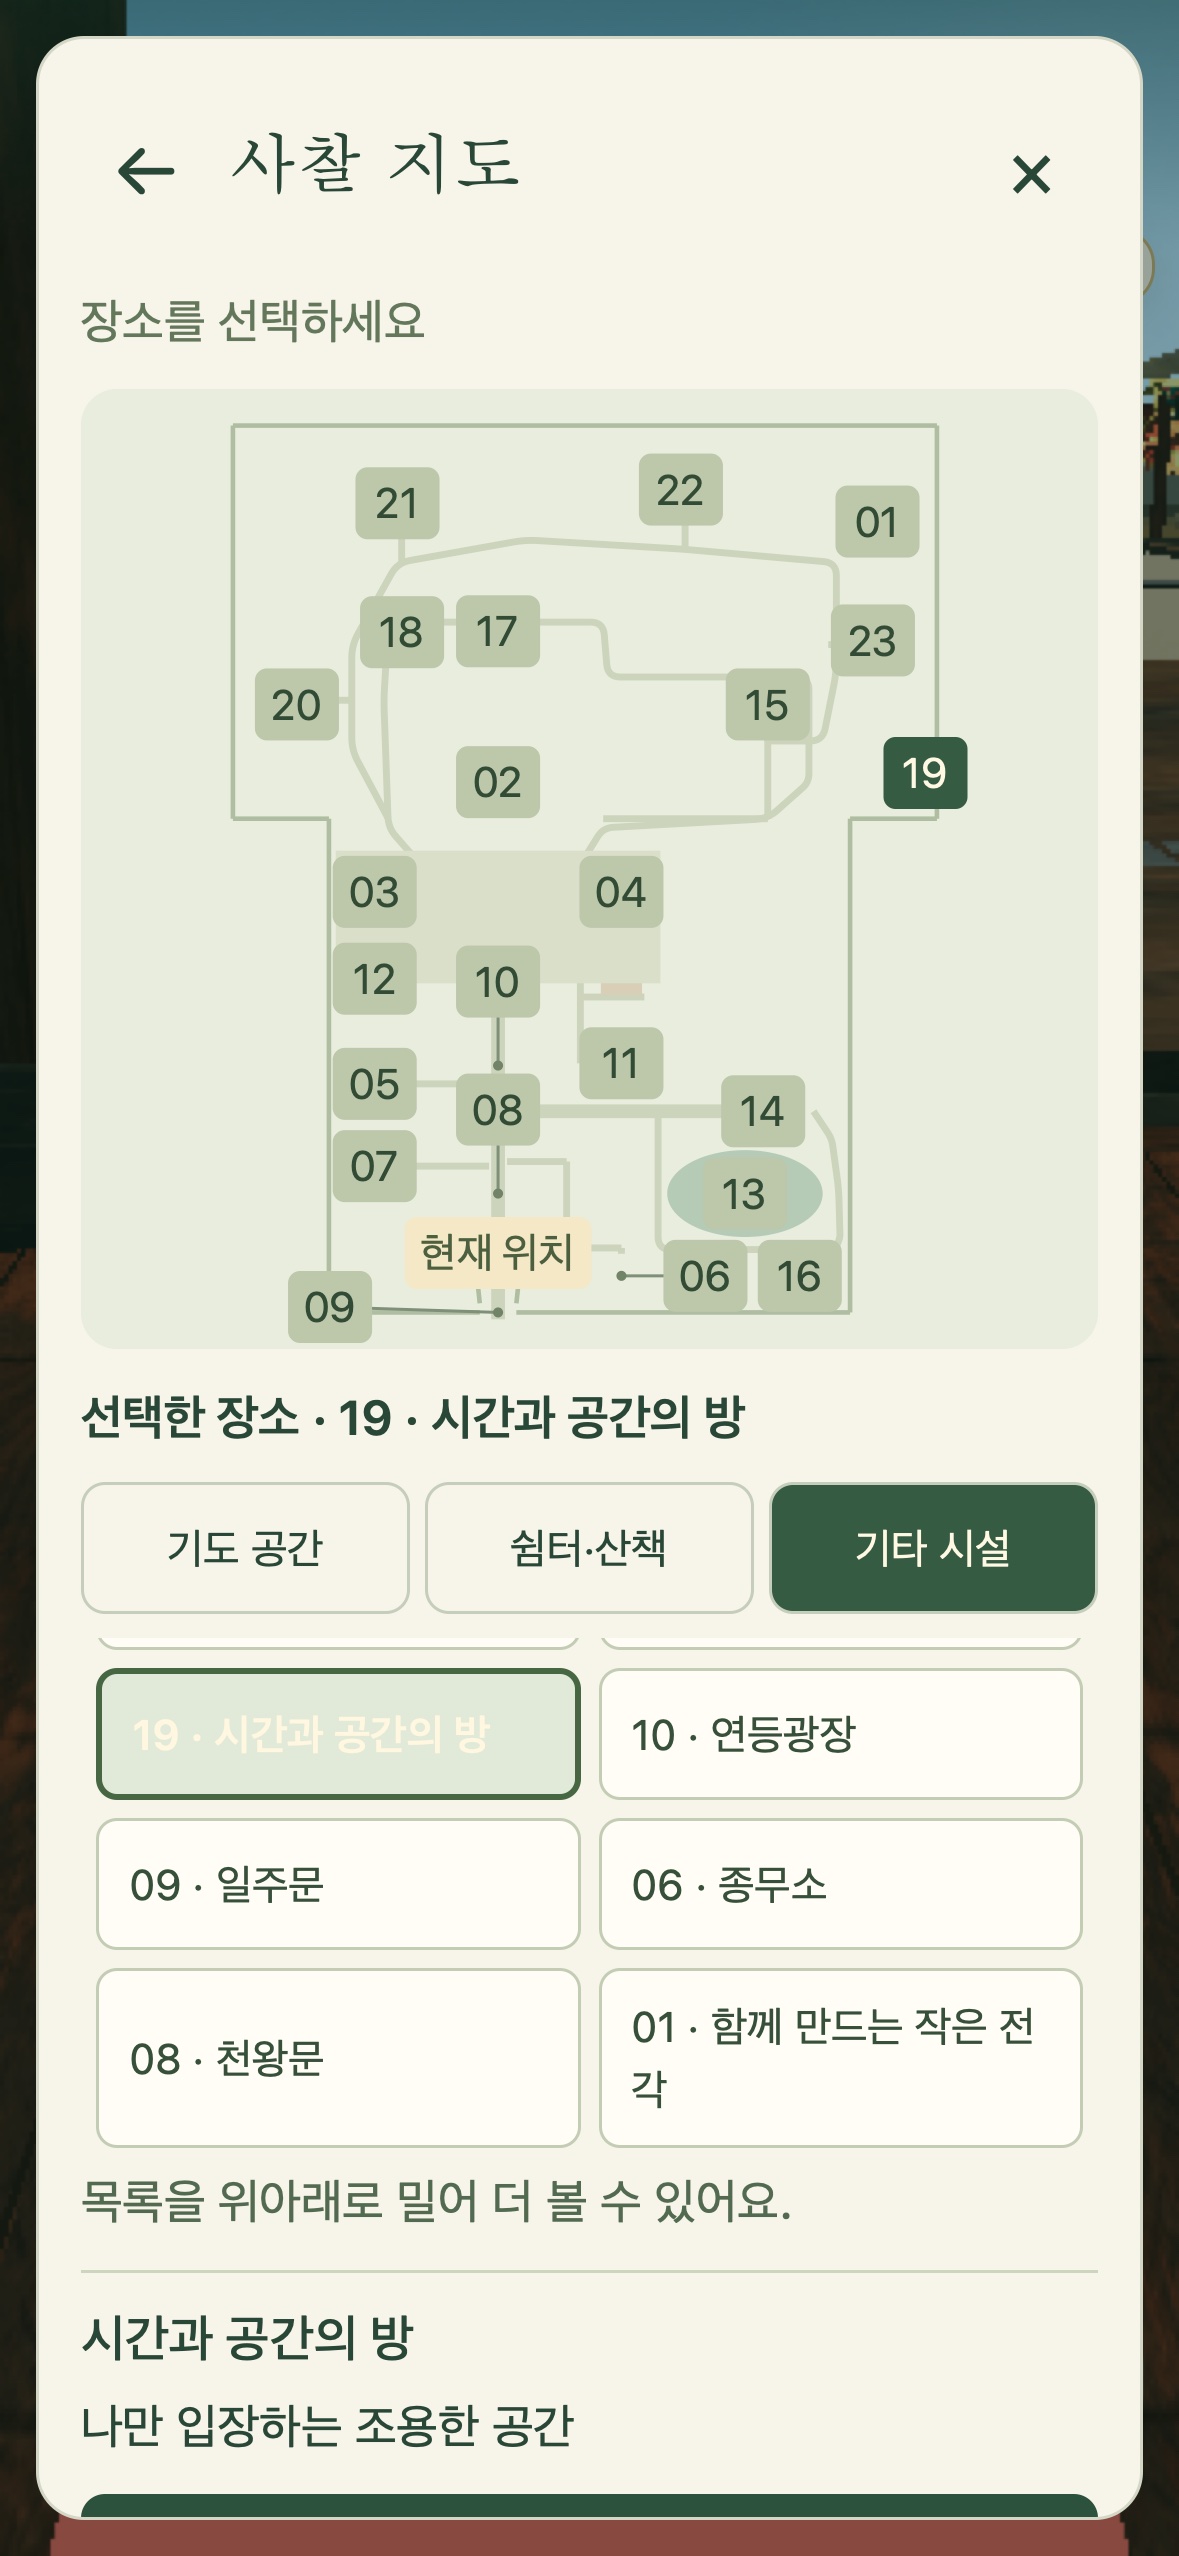 사찰 지도
장소를 선택하세요
21
22
01
18
17
23
20
15
02
19
03
04
12
10
11
05
08
14
07
13
현재 위치
06
16
09
선택한 장소 · 19 · 시간과 공간의 방
기도 공간
쉼터·산책
기타 시설
19 · 시간과 공간의 방
10 · 연등광장
09 · 일주문
06 · 종무소
08 · 천왕문
01 · 함께 만드는 작은 전
각
목록을 위아래로 밀어 더 볼 수 있어요.
시간과 공간의 방
나만 입장하는 조용한 공간